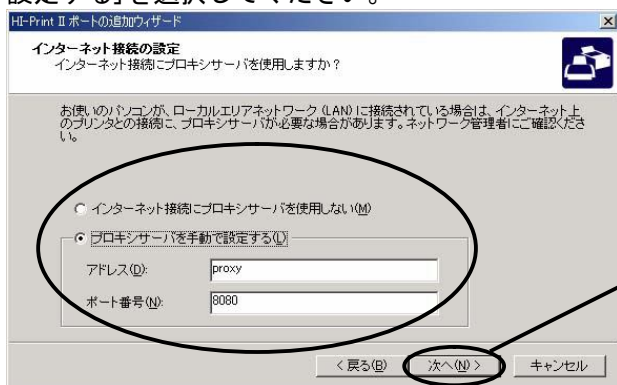 設定する」を選択してください。
HI-Print II ポートの追加ウィザード
インターネット接続の設定
インターネット接続にプロキシサーバを使用しますか?
お使いのパソコンが、ローカルエリアネットワーク (LAN) に接続されている場合は、インターネット上
のプリンタとの接続に、プロキシサーバが必要な場合があります。ネットワーク管理者にご確認くださ
い。
インターネット接続にプロキシサーバを使用しない(M)
プロキシサーバを手動で設定する(L)
アドレス(D): proxy
ポート番号(N): 8080
< 戻る(B) 次へ(N) > キャンセル